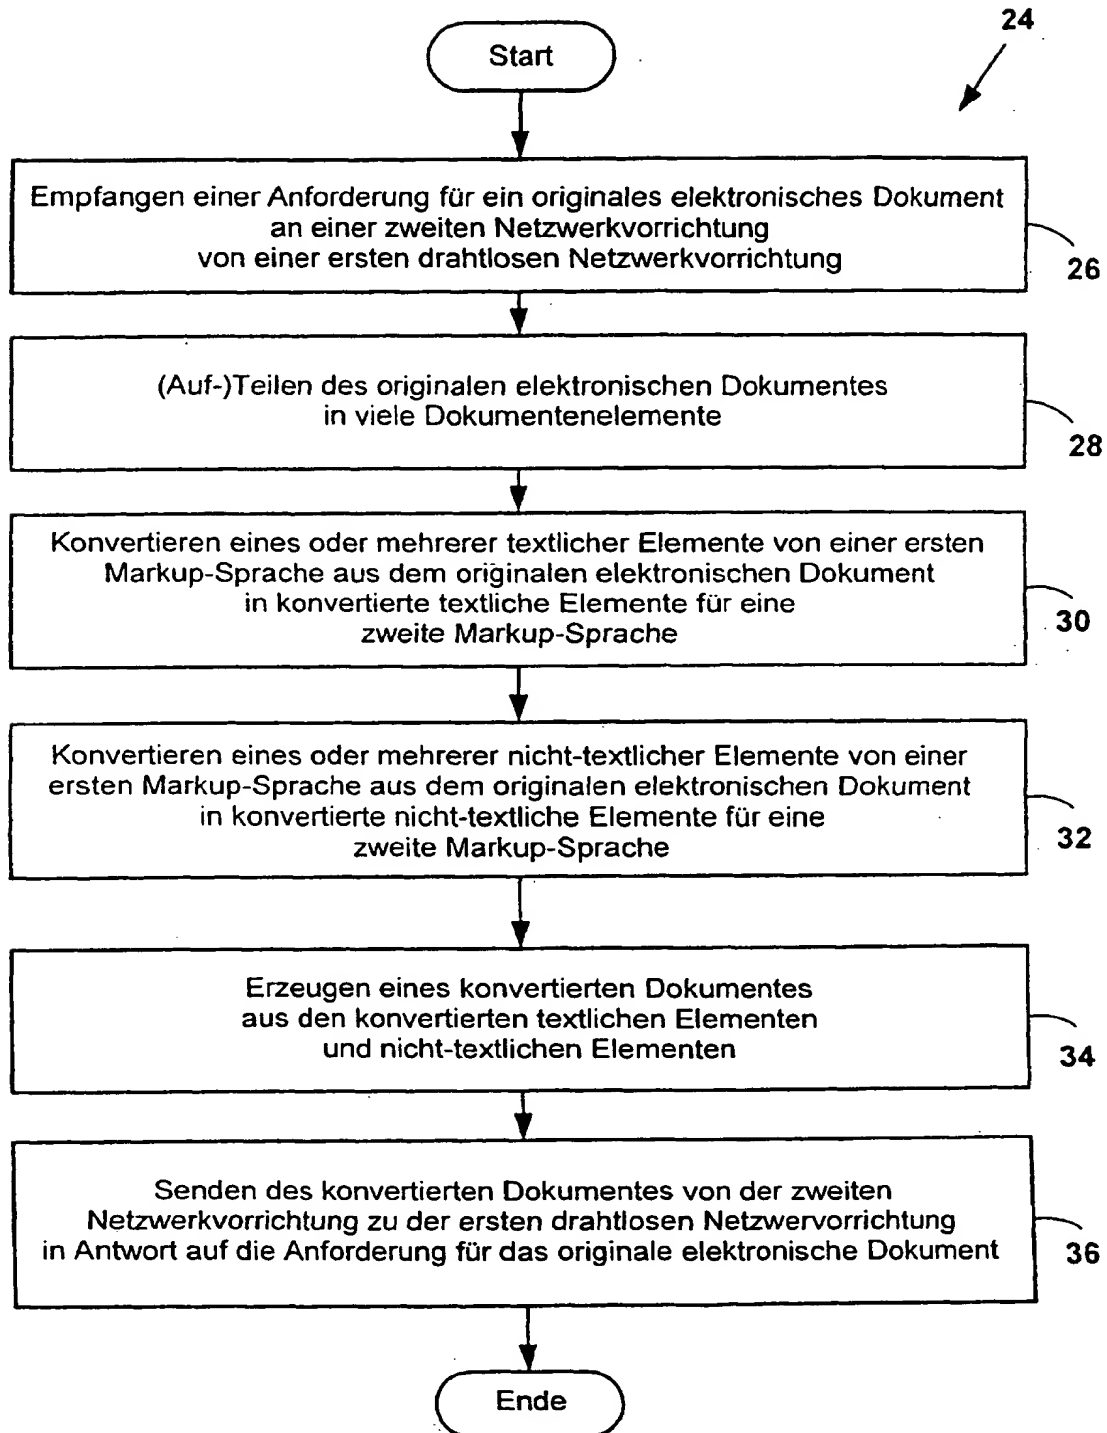 24
Start
Empfangen einer Anforderung für ein originales elektronisches Dokument
an einer zweiten Netzwerkvorrichtung
von einer ersten drahtlosen Netzwerkvorrichtung
26
(Auf-)Teilen des originalen elektronischen Dokumentes
in viele Dokumentenelemente
28
Konvertieren eines oder mehrerer textlicher Elemente von einer ersten
Markup-Sprache aus dem originalen elektronischen Dokument
in konvertierte textliche Elemente für eine
zweite Markup-Sprache
30
Konvertieren eines oder mehrerer nicht-textlicher Elemente von einer
ersten Markup-Sprache aus dem originalen elektronischen Dokument
in konvertierte nicht-textliche Elemente für eine
zweite Markup-Sprache
32
Erzeugen eines konvertierten Dokumentes
aus den konvertierten textlichen Elementen
und nicht-textlichen Elementen
34
Senden des konvertierten Dokumentes von der zweiten
Netzwerkvorrichtung zu der ersten drahtlosen Netzwervorrichtung
in Antwort auf die Anforderung für das originale elektronische Dokument
36
Ende